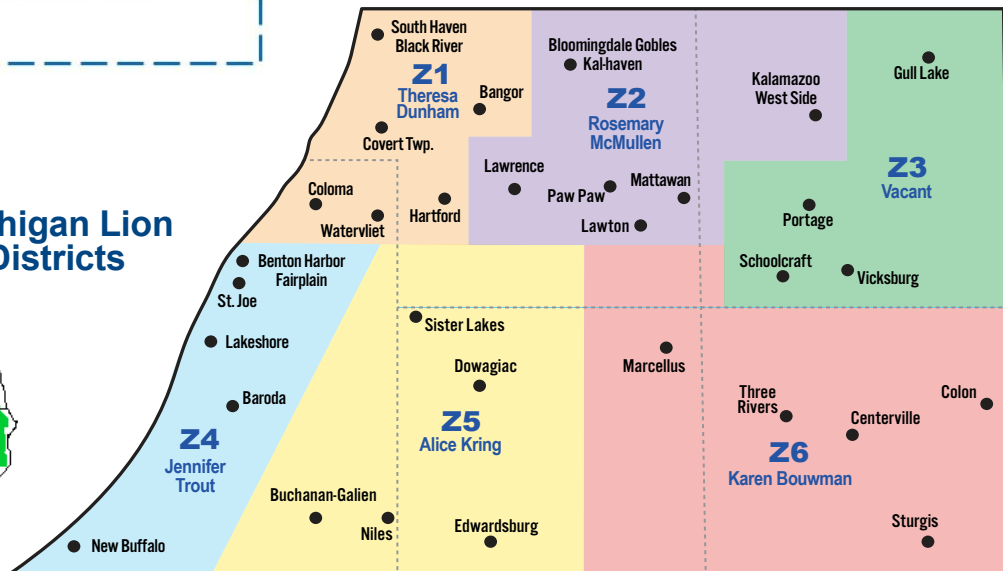 South Haven
Black River
Z1
Theresa
Dunham
Bangor
Covert Twp.
Bloomingdale Gobles
Kal-haven
Z2
Rosemary
McMullen
Kalamazoo
West Side
Gull Lake
Z3
Vacant
Lawrence
Paw Paw
Mattawan
Lawton
Coloma
Watervliet
Hartford
Portage
Schoolcraft
Vicksburg
higan Lion
Districts
Benton Harbor
Fairplain
St. Joe
Lakeshore
Baroda
Z4
Jennifer
Trout
New Buffalo
Sister Lakes
Dowagiac
Z5
Alice Kring
Buchanan-Galien
Niles
Edwardsburg
Marcellus
Three
Rivers
Centerville
Colon
Z6
Karen Bouwman
Sturgis